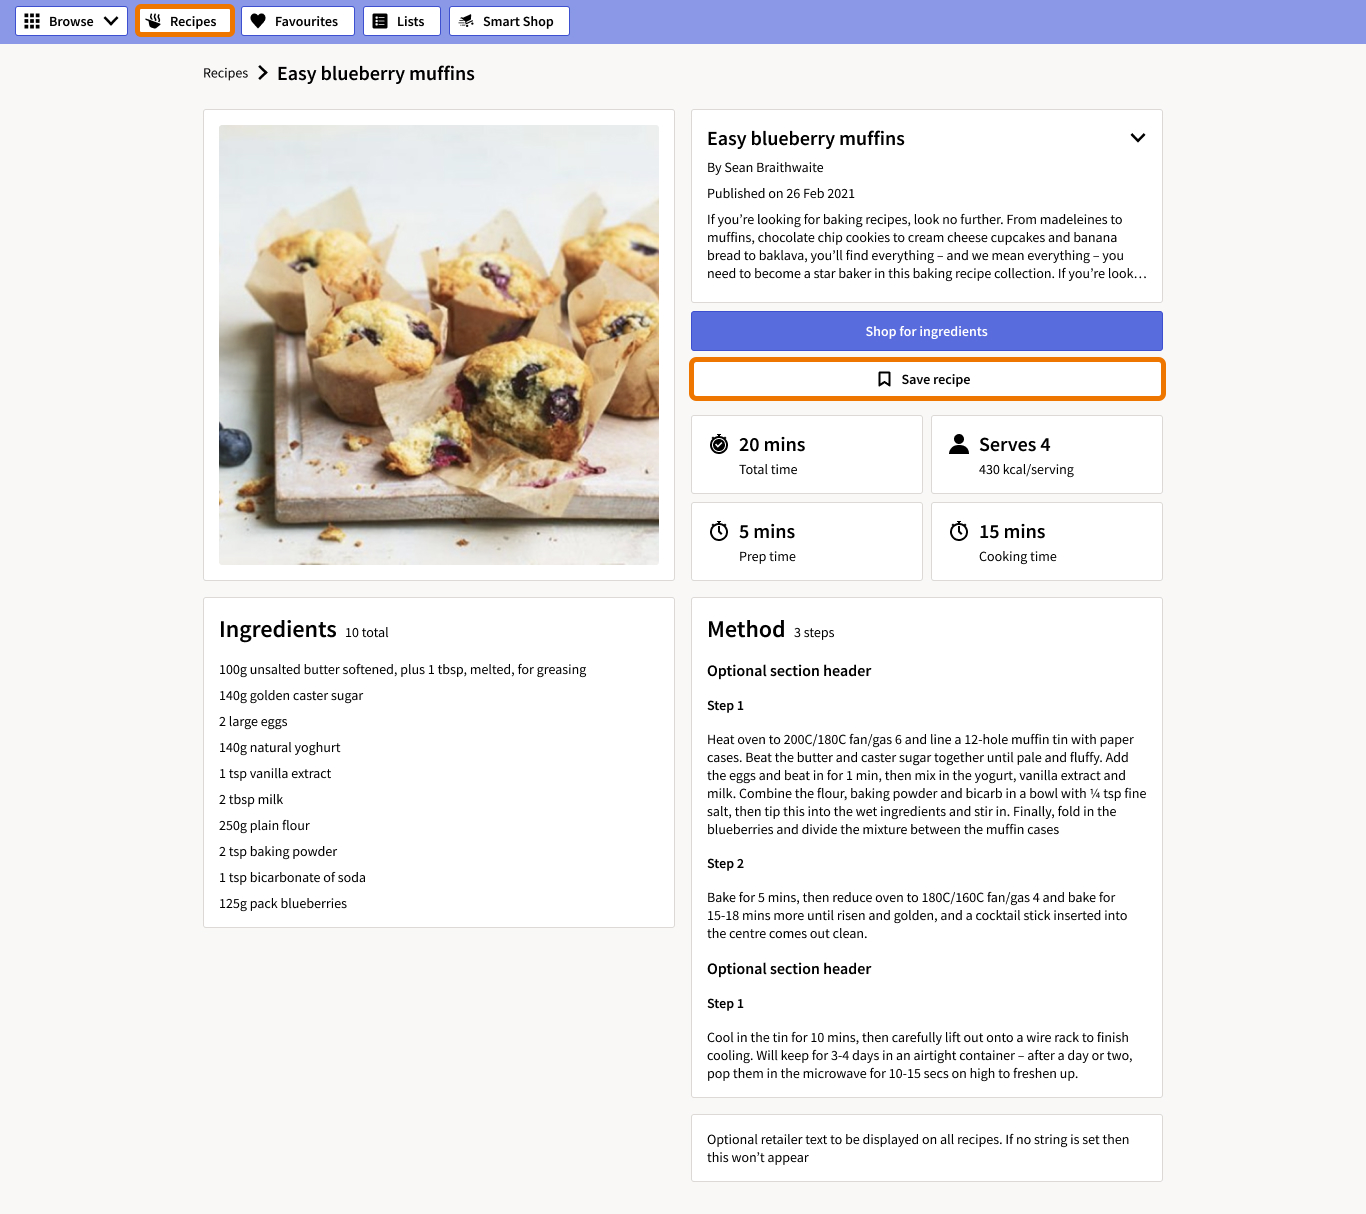 Browse
Recipes
Favourites
Lists
Smart Shop
Recipes
Easy blueberry muffins
Easy blueberry muffins
By Sean Braithwaite
Published on 26 Feb 2021
If you’re looking for baking recipes, look no further. From madeleines to
muffins, chocolate chip cookies to cream cheese cupcakes and banana
bread to baklava, you’ll find everything – and we mean everything – you
need to become a star baker in this baking recipe collection. If you’re look…
Shop for ingredients
Save recipe
20 mins
Total time
Serves 4
430 kcal/serving
5 mins
Prep time
15 mins
Cooking time
Ingredients 10 total
100g unsalted butter softened, plus 1 tbsp, melted, for greasing
140g golden caster sugar
2 large eggs
140g natural yoghurt
1 tsp vanilla extract
2 tbsp milk
250g plain flour
2 tsp baking powder
1 tsp bicarbonate of soda
125g pack blueberries
Method 3 steps
Optional section header
Step 1
Heat oven to 200C/180C fan/gas 6 and line a 12-hole muffin tin with paper
cases. Beat the butter and caster sugar together until pale and fluffy. Add
the eggs and beat in for 1 min, then mix in the yogurt, vanilla extract and
milk. Combine the flour, baking powder and bicarb in a bowl with ¼ tsp fine
salt, then tip this into the wet ingredients and stir in. Finally, fold in the
blueberries and divide the mixture between the muffin cases
Step 2
Bake for 5 mins, then reduce oven to 180C/160C fan/gas 4 and bake for
15-18 mins more until risen and golden, and a cocktail stick inserted into
the centre comes out clean.
Optional section header
Step 1
Cool in the tin for 10 mins, then carefully lift out onto a wire rack to finish
cooling. Will keep for 3-4 days in an airtight container – after a day or two,
pop them in the microwave for 10-15 secs on high to freshen up.
Optional retailer text to be displayed on all recipes. If no string is set then
this won’t appear